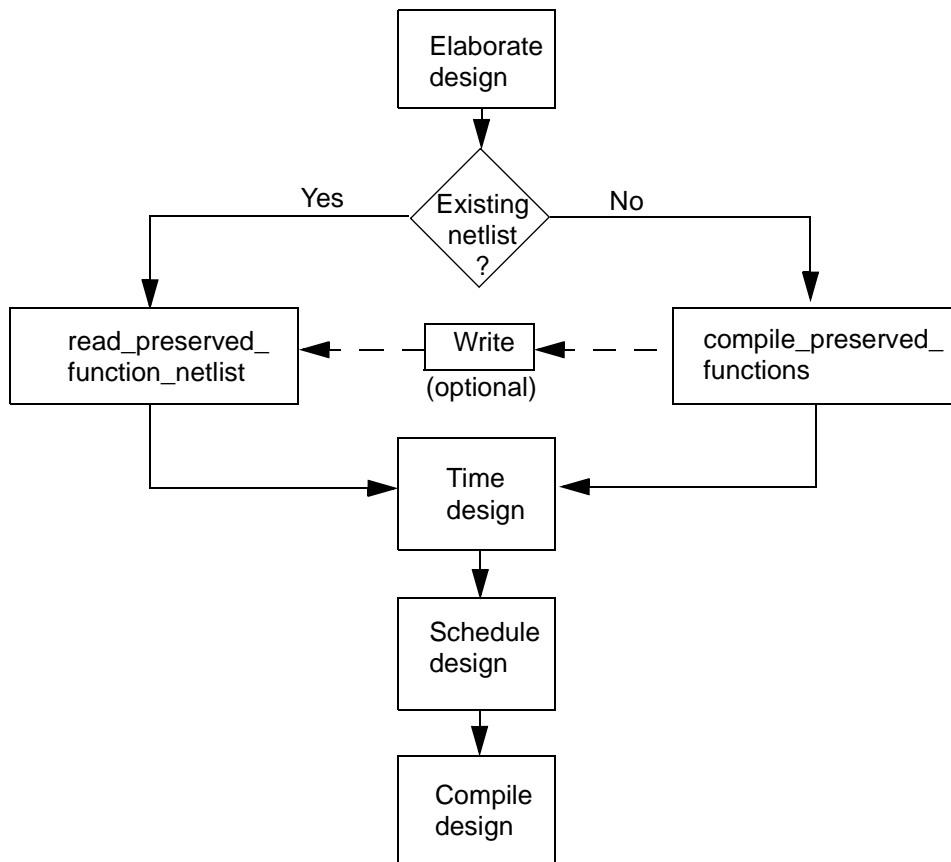 Elaborate
design
Yes
Existing
netlist
?
No
read_preserved_
function_netlist
Write
(optional)
compile_preserved_
functions
Time
design
Schedule
design
Compile
design